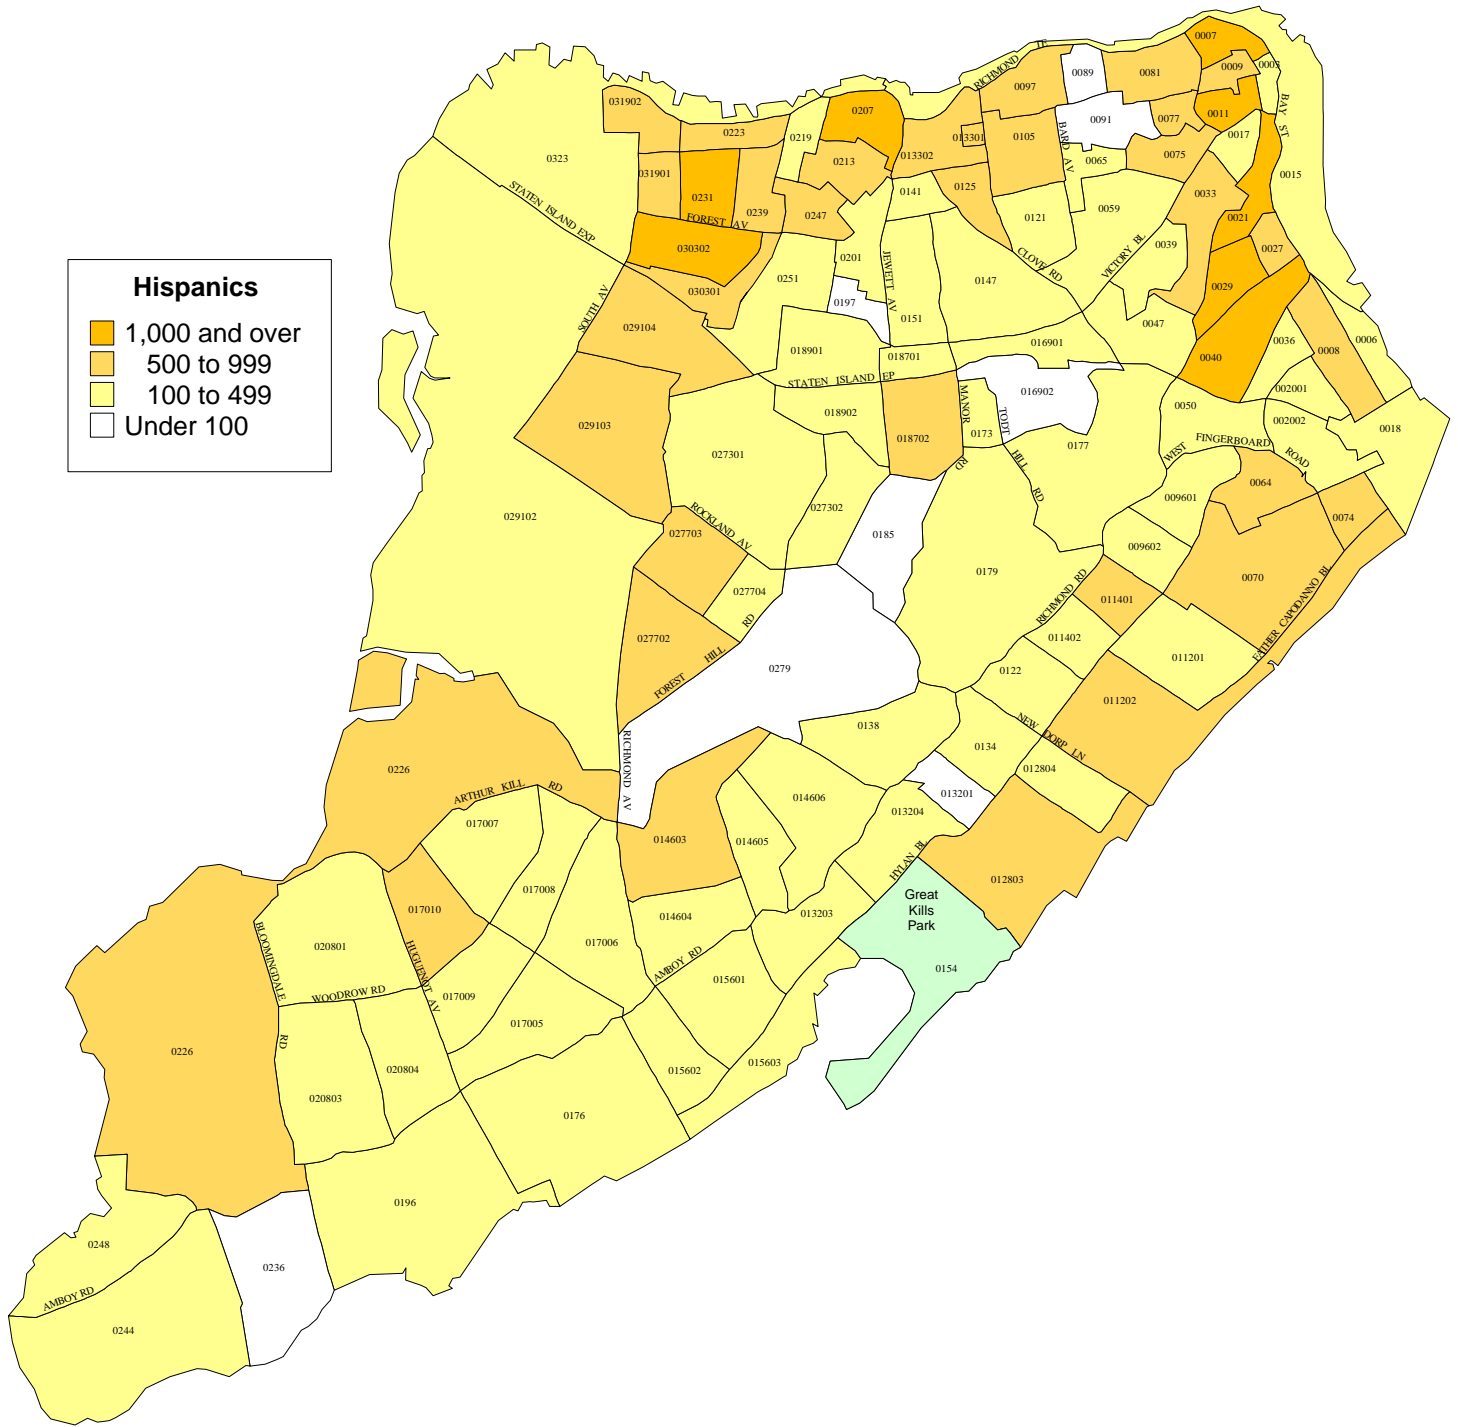 Hispanics
1,000 and over
500 to 999
100 to 499
Under 100
RICHMOND TE
0007
0009
0003
0089
0081
0097
031902
0207
0011
BAY ST
0091
0077
0223
0219
013301
0105
BARD AV
0017
013302
0213
0323
0065
0075
031901
0231
0239
0247
0141
0125
0015
0033
STATEN ISLAND EXP
FOREST AV
0121
0059
0021
030302
0201
0039
0027
JEWETT AV
CLOVE RD
VICTORY BL
0251
0147
030301
0197
0029
SOUTH AV
029104
0151
0047
018901
018701
016901
0036
0006
0008
0040
STATEN ISLAND EP
MANOR
RD
016902
TODT
HILL
RD
002001
018902
0050
029103
018702
0173
002002
0018
0177
WEST
FINGERBOARD
ROAD
027301
0064
009601
027302
ROCKLAND AV
029102
0074
027703
0185
009602
0179
0070
027704
RICHMOND RD
011401
FATHER CAPODANNO BL
027702
FOREST
HILL
RD
011402
011201
0279
0122
011202
0138
NEW DORP LN
RICHMOND AV
0134
0226
012804
ARTHUR KILL
RD
013201
014606
013204
017007
014603
014605
HYLAN BL
012803
017008
Great
Kills
Park
017010
014604
013203
BLOOMINGDALE
RD
020801
017006
HUGUENOT AV
AMBOY RD
0154
015601
WOODROW RD
017009
017005
0226
015603
020804
015602
020803
0176
0196
0248
0236
AMBOY RD
0244